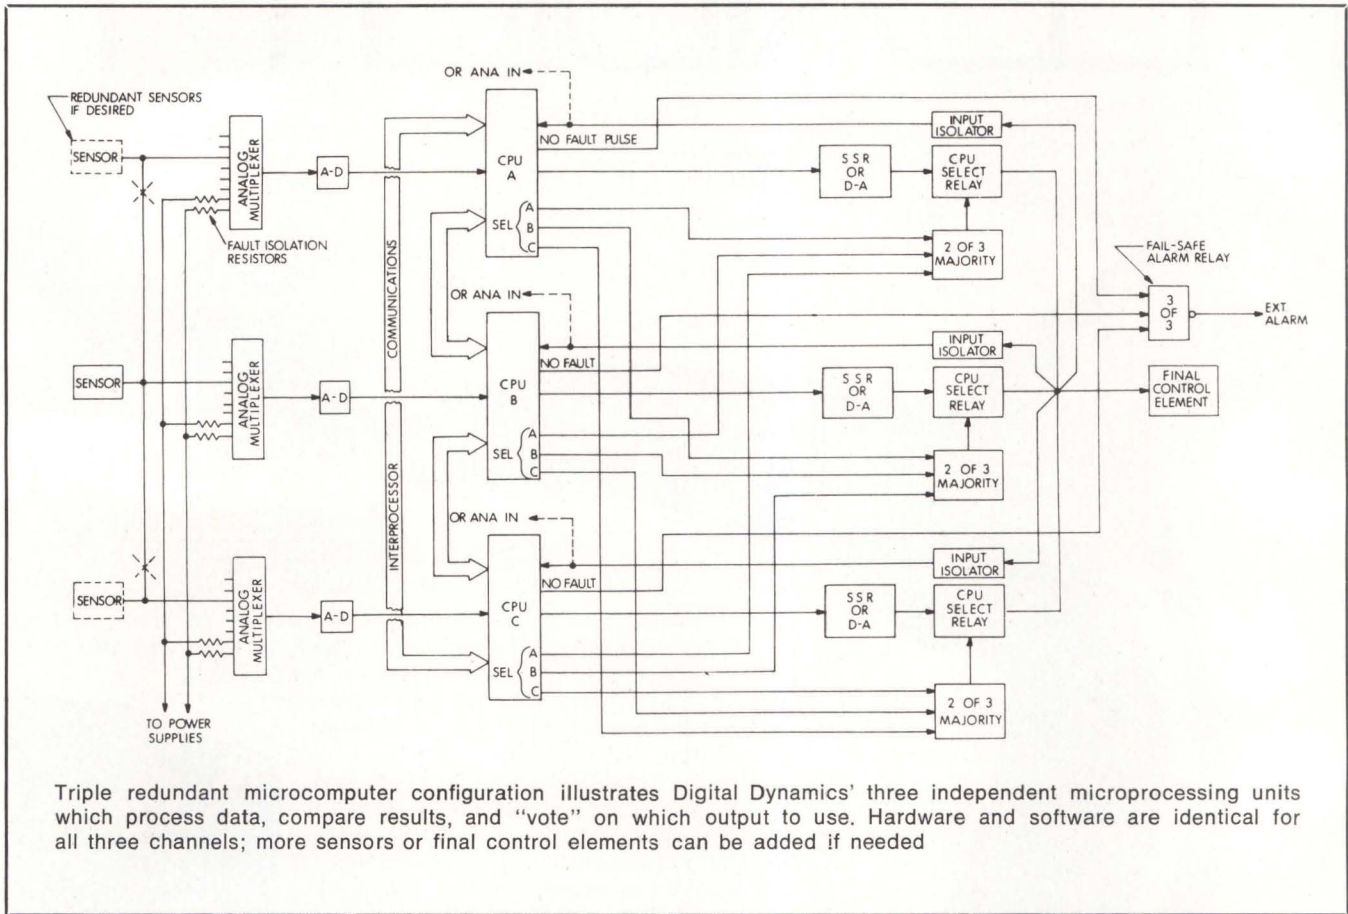 OR ANA IN
REDUNDANT SENSORS
IF DESIRED
SENSOR
ANALOG
MULTIPLEXER
A-D
FAULT ISOLATION
RESISTORS
COMMUNICATIONS
NO FAULT PULSE
CPU
A
SEL
A
B
C
INPUT
ISOLATOR
SSR
OR
D-A
CPU
SELECT
RELAY
2 OF 3
MAJORITY
FAIL-SAFE
ALARM RELAY
3
OF
3
EXT.
ALARM
OR ANA IN
SENSOR
ANALOG
MULTIPLEXER
A-D
NO FAULT
CPU
B
SEL
A
B
C
INPUT
ISOLATOR
SSR
OR
D-A
CPU
SELECT
RELAY
2 OF 3
MAJORITY
FINAL
CONTROL
ELEMENT
INTERPROCESSOR
OR ANA IN
SENSOR
ANALOG
MULTIPLEXER
A-D
NO FAULT
CPU
C
SEL
A
B
C
INPUT
ISOLATOR
SSR
OR
D-A
CPU
SELECT
RELAY
2 OF 3
MAJORITY
TO POWER
SUPPLIES
Triple redundant microcomputer configuration illustrates Digital Dynamics' three independent microprocessing units
which process data, compare results, and "vote" on which output to use. Hardware and software are identical for
all three channels; more sensors or final control elements can be added if needed